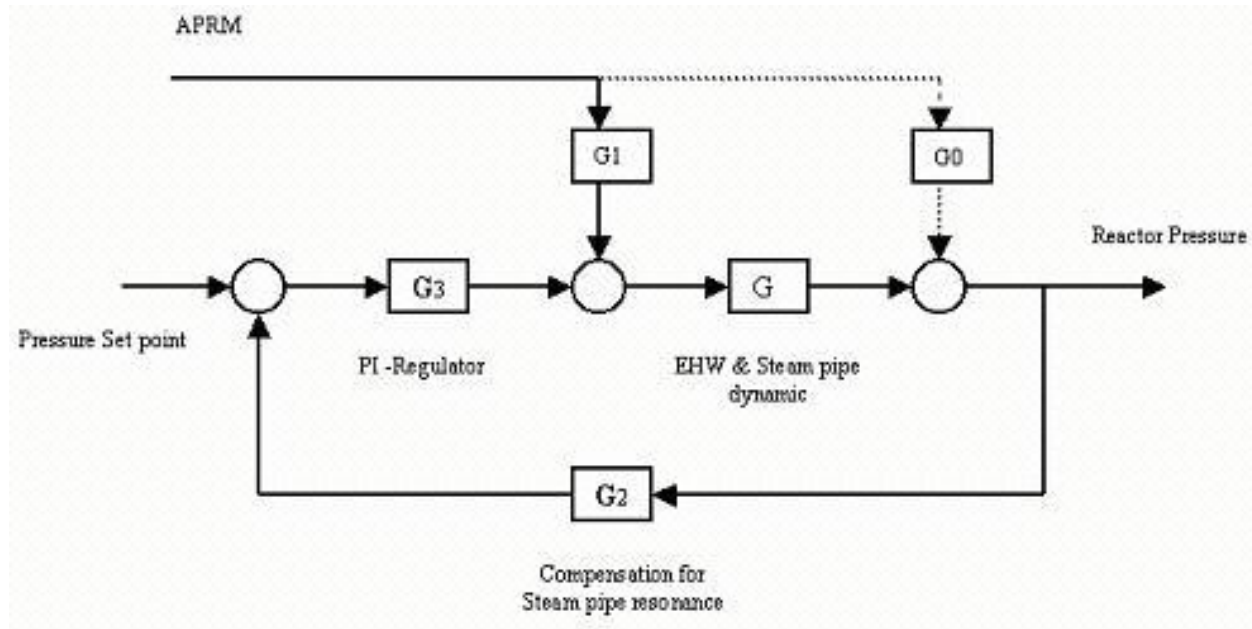 APRM
G1
G0
Reactor Pressure
G3
G
Pressure Set point
PI -Regulator
EHW & Steam pipe
dynamic
G2
Compensation for
Steam pipe resonance